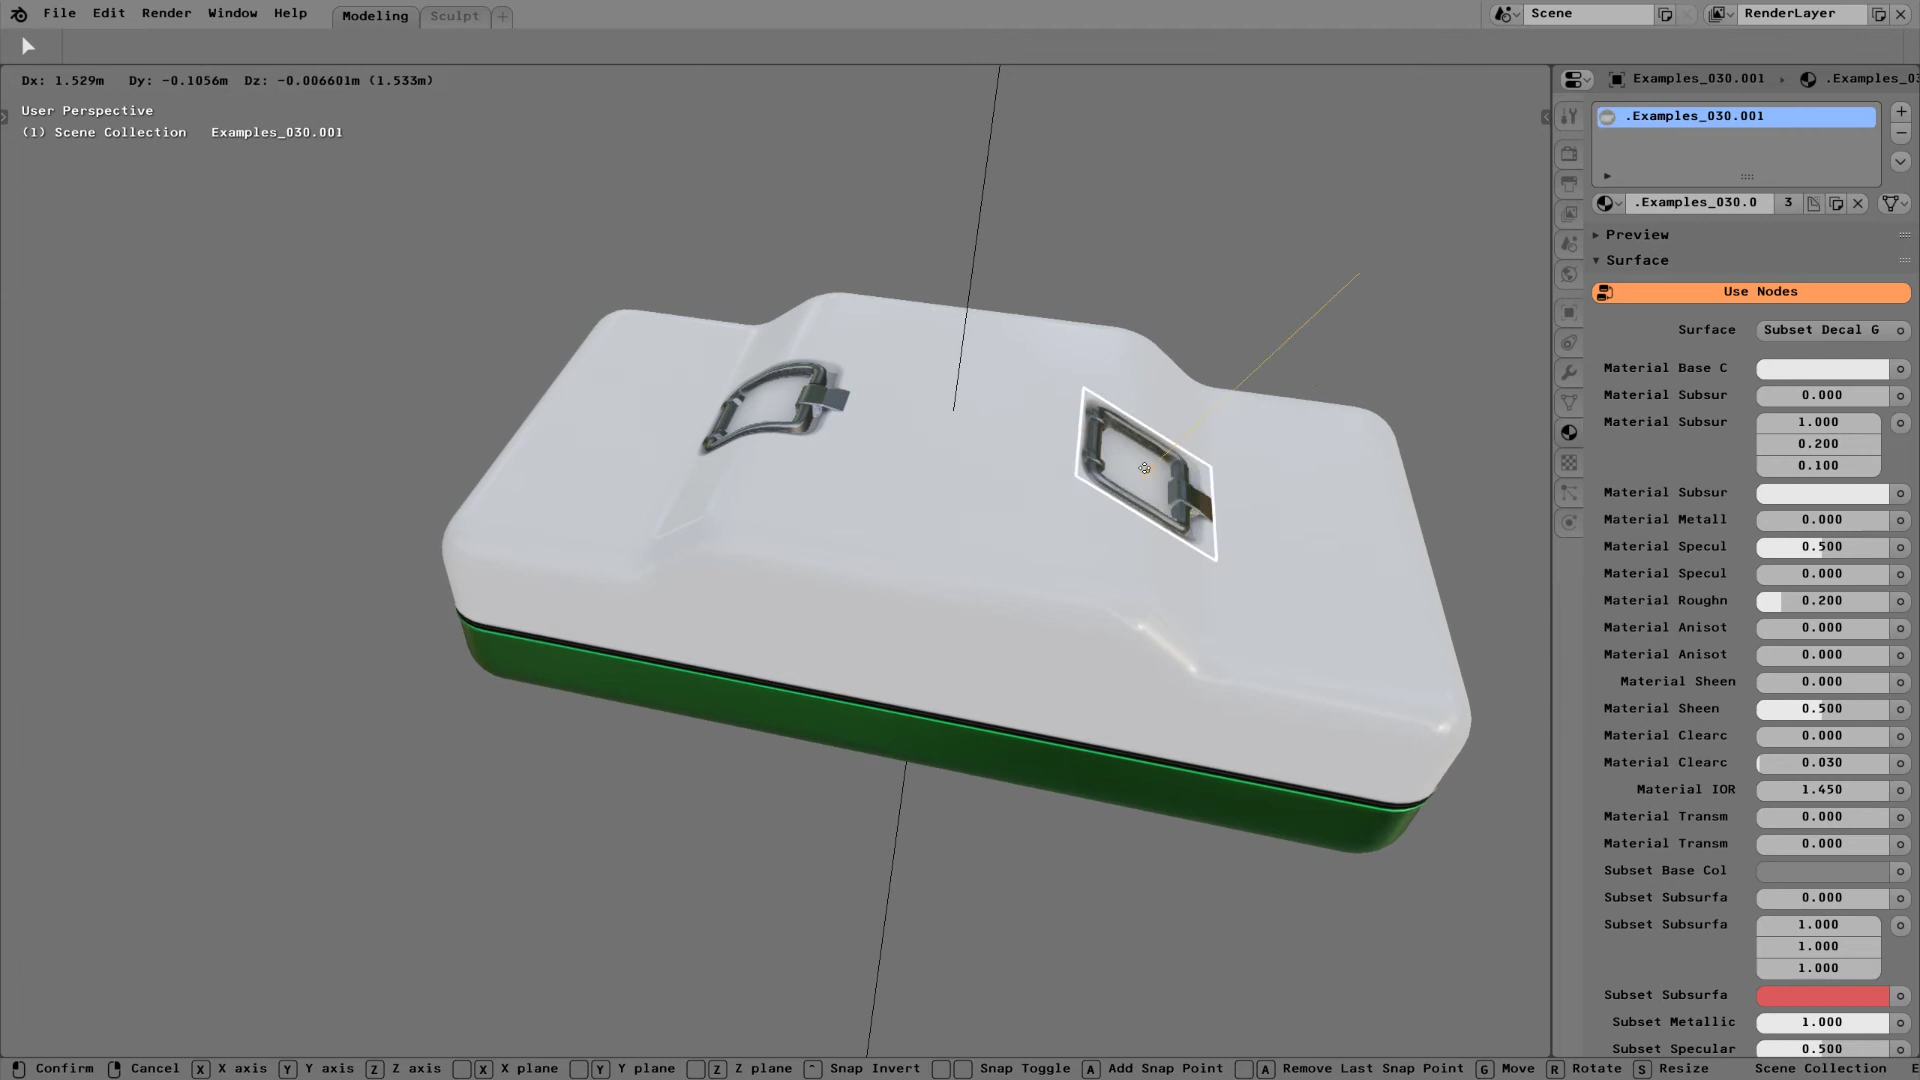 File Edit Render Window Help Modeling Sculpt + Scene RenderLayer
Dx: 1.529m Dy: -0.1056m Dz: -0.006601m (1.533m)
User Perspective
(1) Scene Collection Examples_030.001
Examples_030.001
.Examples_03
.Examples_030.001
.Examples_030.0 3
Preview
Surface
Use Nodes
Surface Subset Decal G
Material Base C
Material Subsur 0.000
Material Subsur 1.000
0.200
0.100
Material Subsur
Material Metall 0.000
Material Specul 0.500
Material Specul 0.000
Material Roughn 0.200
Material Anisot 0.000
Material Anisot 0.000
Material Sheen 0.000
Material Sheen 0.500
Material Clearc 0.000
Material Clearc 0.030
Material IOR 1.450
Material Transm 0.000
Material Transm 0.000
Subset Base Col
Subset Subsurfa 0.000
Subset Subsurfa 1.000
1.000
1.000
Subset Subsurfa
Subset Metallic 1.000
Subset Specular 0.500
Confirm Cancel X X axis Y Y axis Z Z axis X X plane Y Y plane Z Z plane ^ Snap Invert Snap Toggle A Add Snap Point A Remove Last Snap Point G Move R Rotate S Resize Scene Collection E